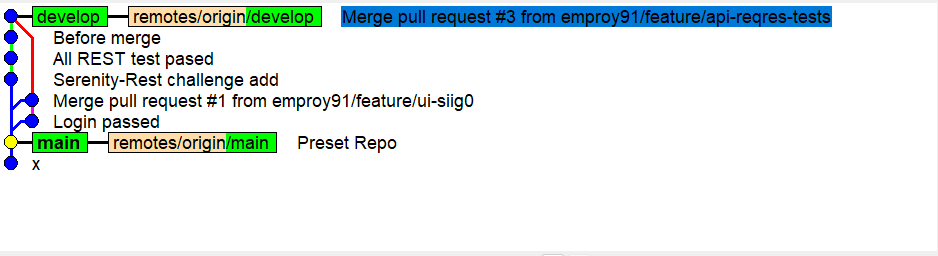 develop remotes/origin/develop Merge pull request #3 from emproy91/feature/api-reqres-tests
Before merge
All REST test pased
Serenity-Rest challenge add
Merge pull request #1 from emproy91/feature/ui-siig0
Login passed
main remotes/origin/main Preset Repo
x